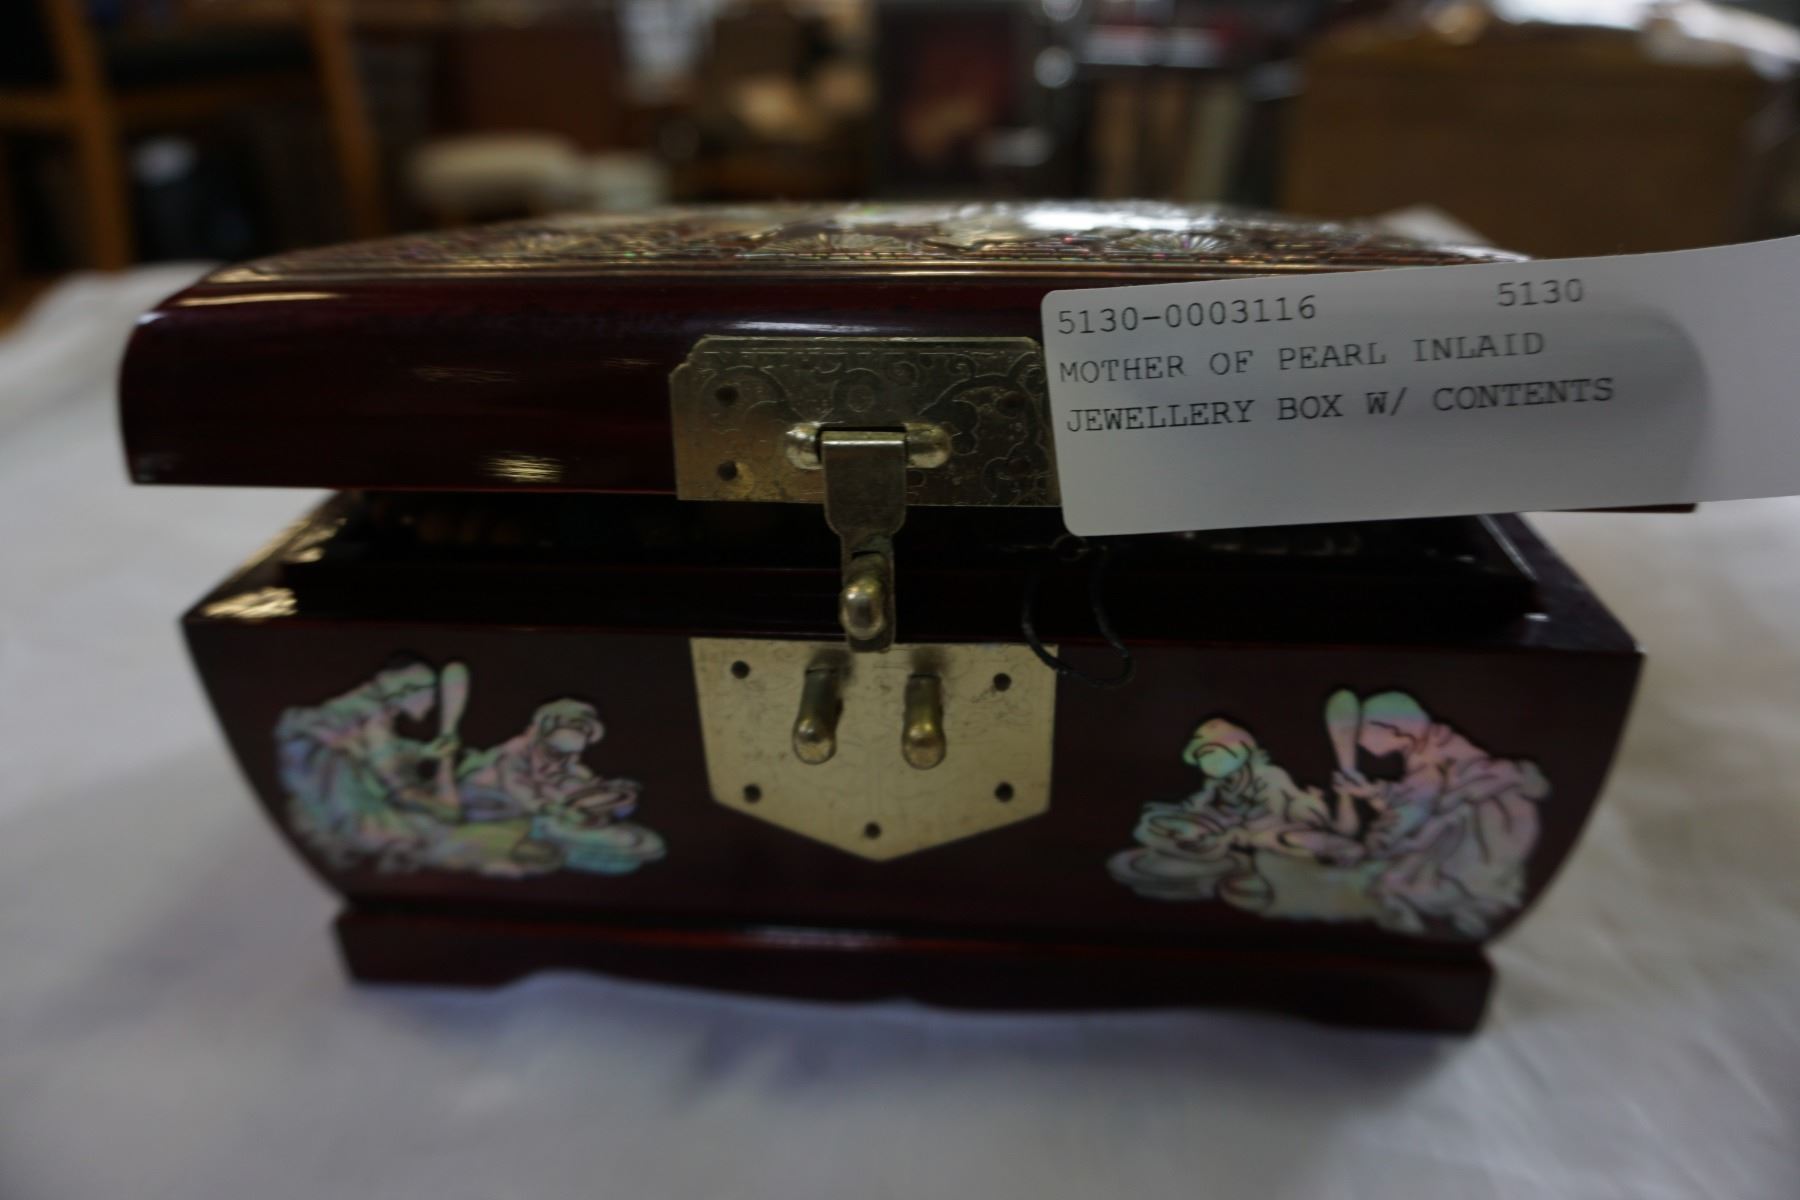 5130-0003116 5130
MOTHER OF PEARL INLAID
JEWELLERY BOX W/ CONTENTS